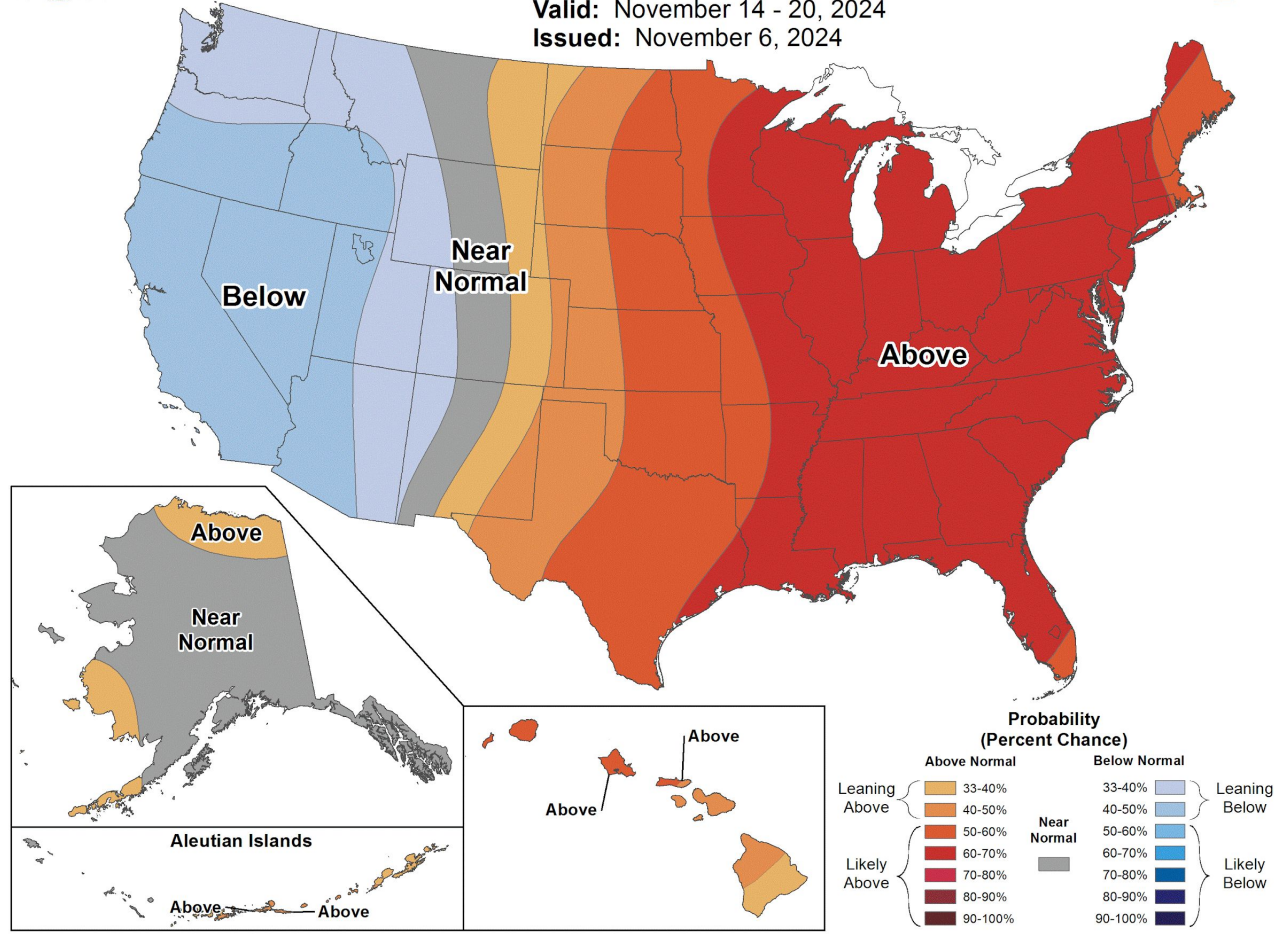 Valid: November 14 - 20, 2024
Issued: November 6, 2024
Near
Normal
Below
Above
Above
Near
Normal
Above
Above
Aleutian Islands
Above
Above
Probability
(Percent Chance)
Above Normal
Below Normal
Leaning
Above
33-40%
40-50%
Likely
Above
50-60%
60-70%
70-80%
80-90%
90-100%
Near
Normal
33-40%
40-50%
Leaning
Below
50-60%
60-70%
70-80%
80-90%
90-100%
Likely
Below